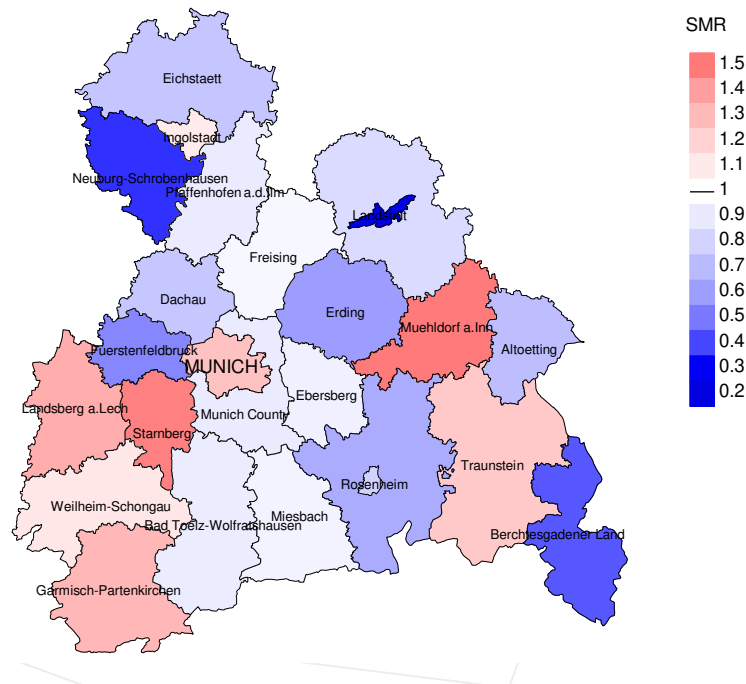 SMR
1.5
1.4
1.3
1.2
1.1
1
0.9
0.8
0.7
0.6
0.5
0.4
0.3
0.2
Eichstaett
Ingolstadt
Neuburg-Schrobenhausen
Pfaffenhofen a.d.Ilm
Landshut
Freising
Dachau
Erding
Muehldorf a.Inn
Fuerstenfeldbruck
Altoetting
MUNICH
Ebersberg
Landsberg a.Lech
Munich County
Starnberg
Traunstein
Rosenheim
Weilheim-Schongau
Miesbach
Bad Toelz-Wolfratshausen
Berchtesgadener Land
Garmisch-Partenkirchen